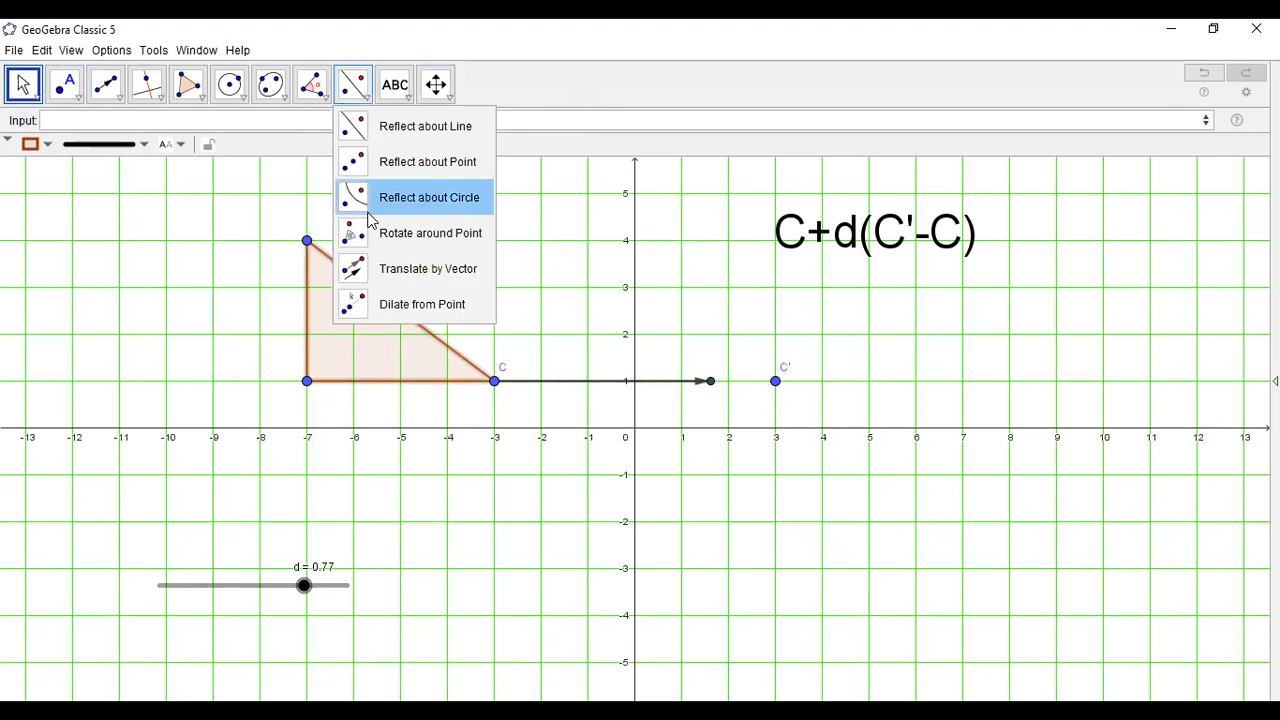 GeoGebra Classic 5
File Edit View Options Tools Window Help
ABC
Input:
AA
Reflect about Line
Reflect about Point
Reflect about Circle
Rotate around Point
Translate by Vector
Dilate from Point
C+d(C'-C)
5
4
3
2
1
C
C'
-13 -12 -11 -10 -9 -8 -7 -6 -5 -4 -3 -2 -1 0 1 2 3 4 5 6 7 8 9 10 11 12 13
-1
-2
-3
-4
-5
d = 0.77